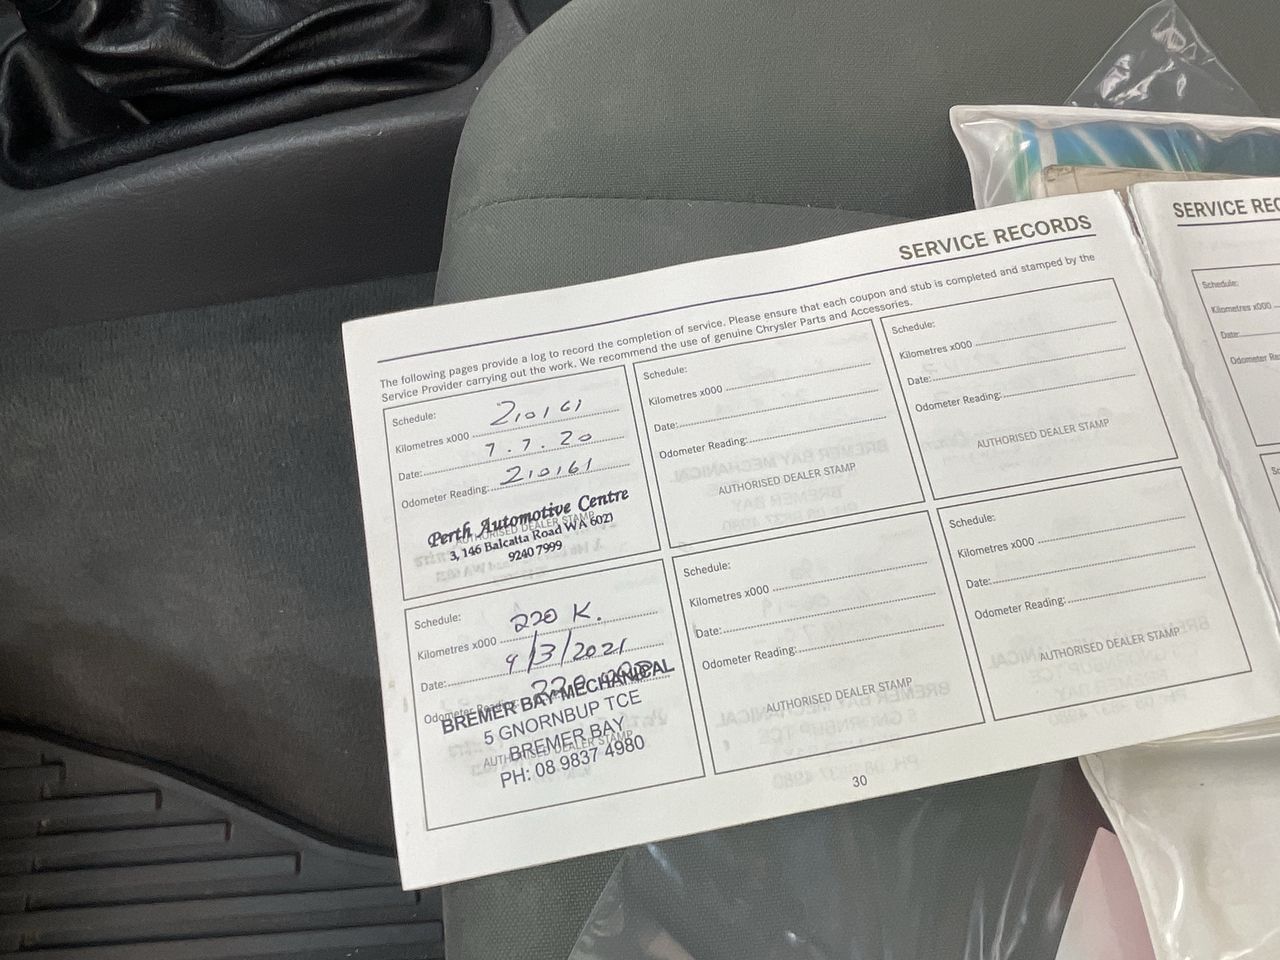 SERVICE RECORDS
The following pages provide a log to record the completion of service. Please ensure that each coupon and stub is completed and stamped by the
Service Provider carrying out the work. We recommend the use of genuine Chrysler Parts and Accessories.
Schedule:
Kilometres x000 210161
Date: 7.7.20
Odometer Reading: 210161
AUTHORISED DEALER STAMP
Perth Automotive Centre
3, 146 Balcatta Road WA 6021
9240 7999
Schedule:
Kilometres x000
Date:
Odometer Reading:
AUTHORISED DEALER STAMP
Schedule:
Kilometres x000
Date:
Odometer Reading:
AUTHORISED DEALER STAMP
Schedule:
Kilometres x000 220 K.
Date: 9/3/2021
Odometer Reading:
AUTHORISED DEALER STAMP
BREMER BAY MECHANICAL
5 GNORNBUP TCE
BREMER BAY
PH: 08 9837 4980
Schedule:
Kilometres x000
Date:
Odometer Reading:
AUTHORISED DEALER STAMP
Schedule:
Kilometres x000
Date:
Odometer Reading:
AUTHORISED DEALER STAMP
30
SERVICE
Schedule:
Kilometres x000
Date:
Odometer